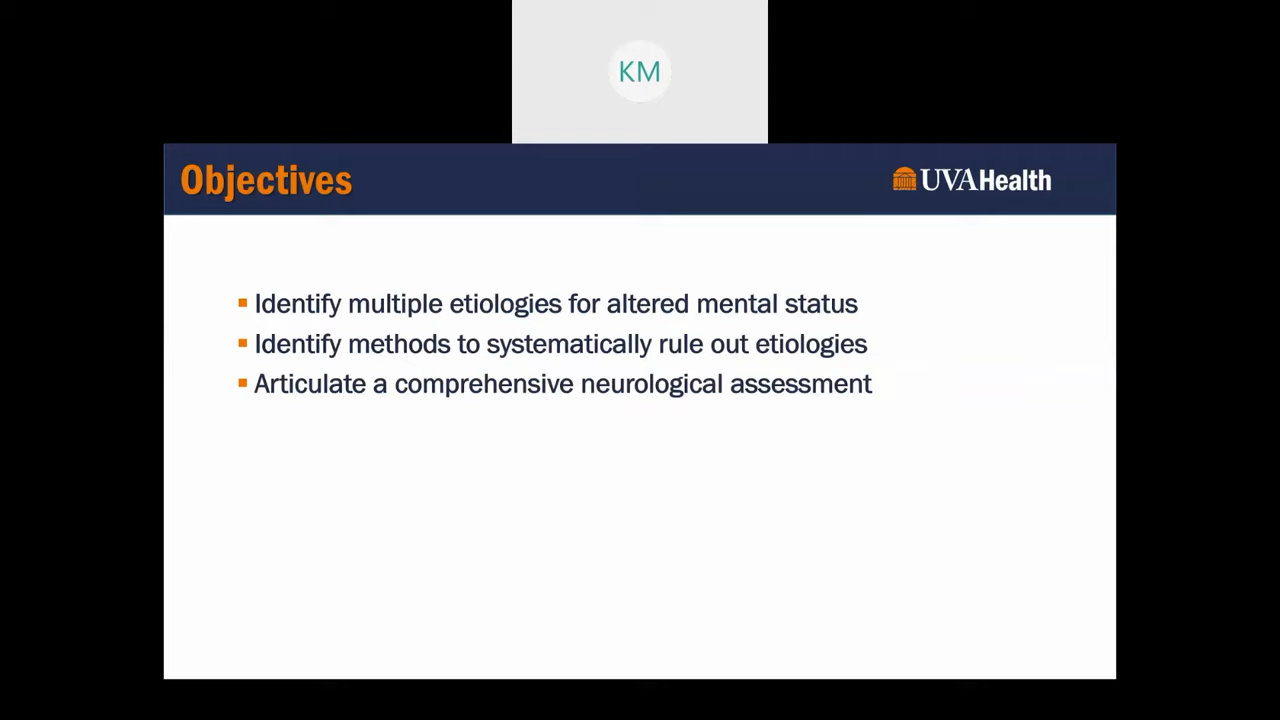 KM
Objectives
UVAHealth
Identify multiple etiologies for altered mental status
Identify methods to systematically rule out etiologies
Articulate a comprehensive neurological assessment